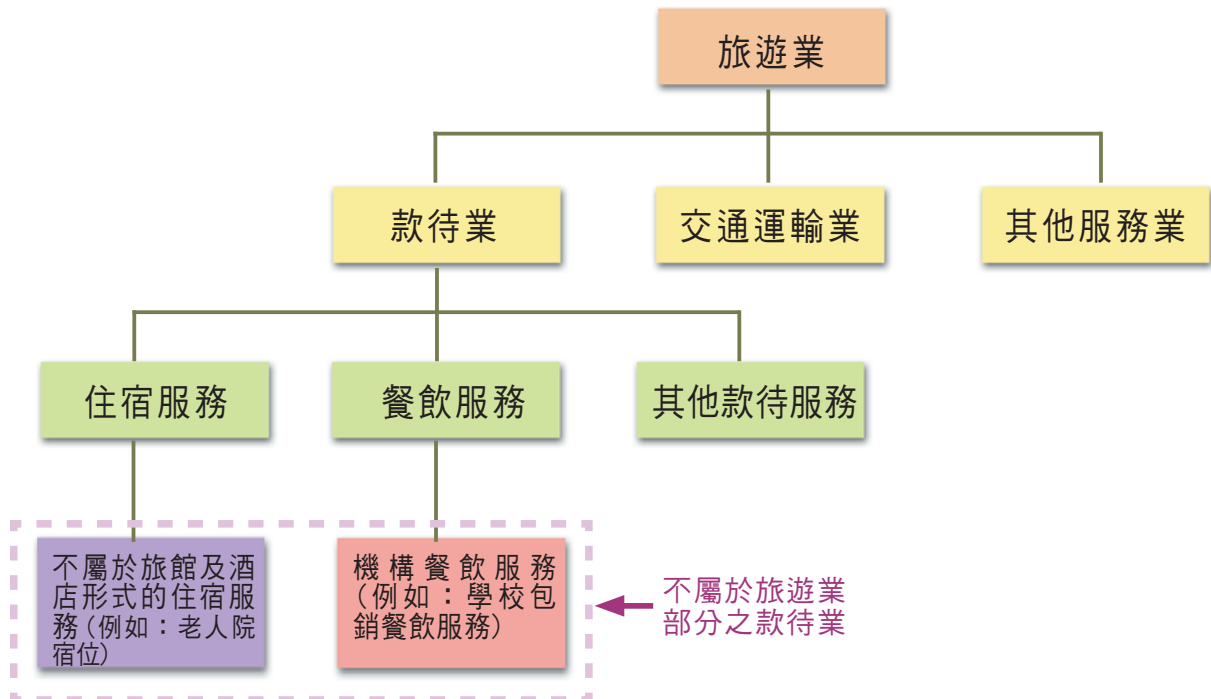 旅遊業
款待業
交通運輸業
其他服務業
住宿服務
餐飲服務
其他款待服務
不屬於旅館及酒
店形式的住宿服
務(例如：老人院
宿位)
機構餐飲服務
(例如：學校包
銷餐飲服務)
不屬於旅遊業
部分之款待業